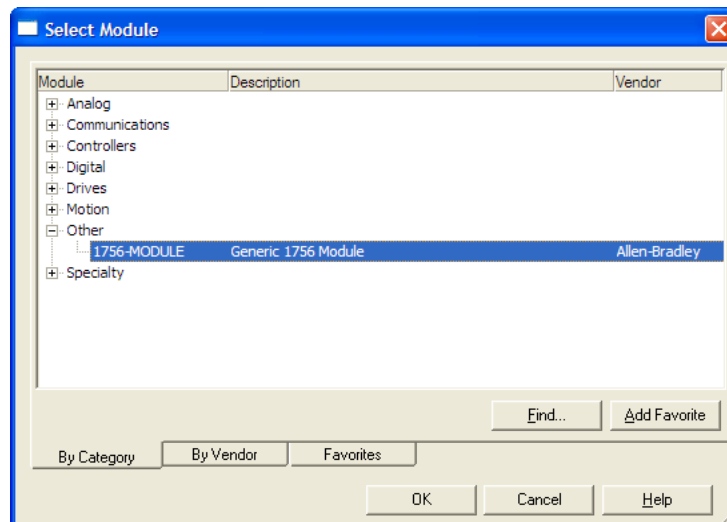 Select Module
Module Description Vendor
Analog
Communications
Controllers
Digital
Drives
Motion
Other
1756-MODULE Generic 1756 Module Allen-Bradley
Specialty
Find... Add Favorite
By Category By Vendor Favorites
OK Cancel Help